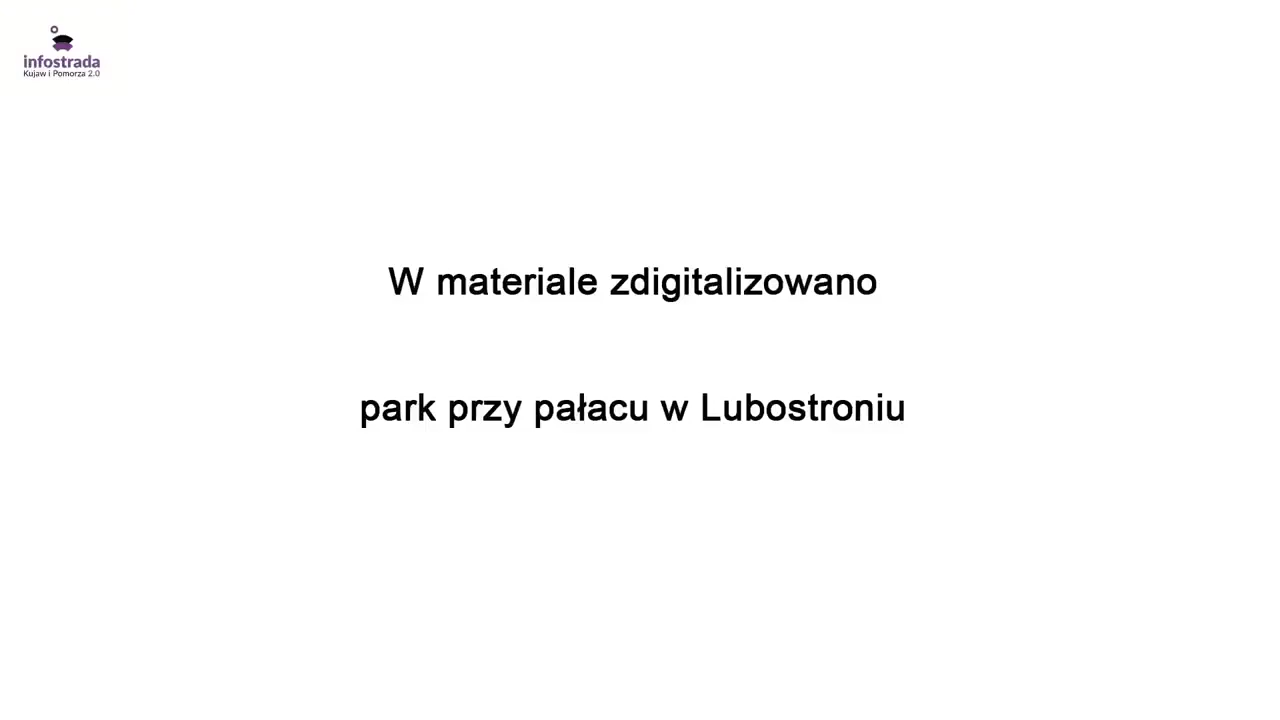 infostrada
Kujaw i Pomorza 2.0
W materiale zdigitalizowano
park przy pałacu w Lubostroniu